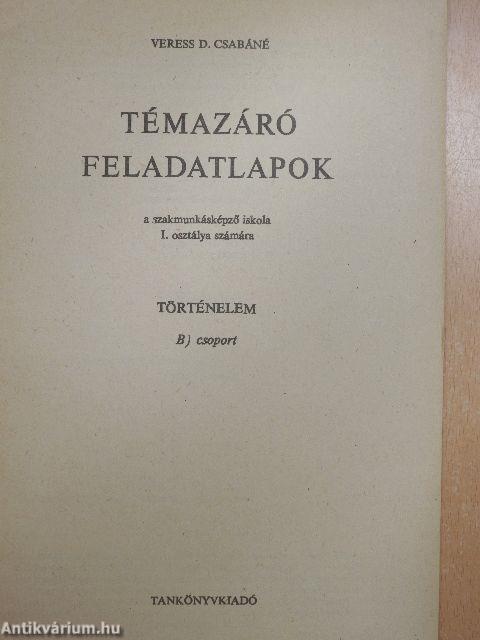 VERESS D. CSABÁNÉ
TÉMAZÁRÓ
FELADATLAPOK
a szakmunkásképző iskola
I. osztálya számára
TÖRTÉNELEM
B) csoport
TANKÖNYVKIADÓ
Antikvárium.hu